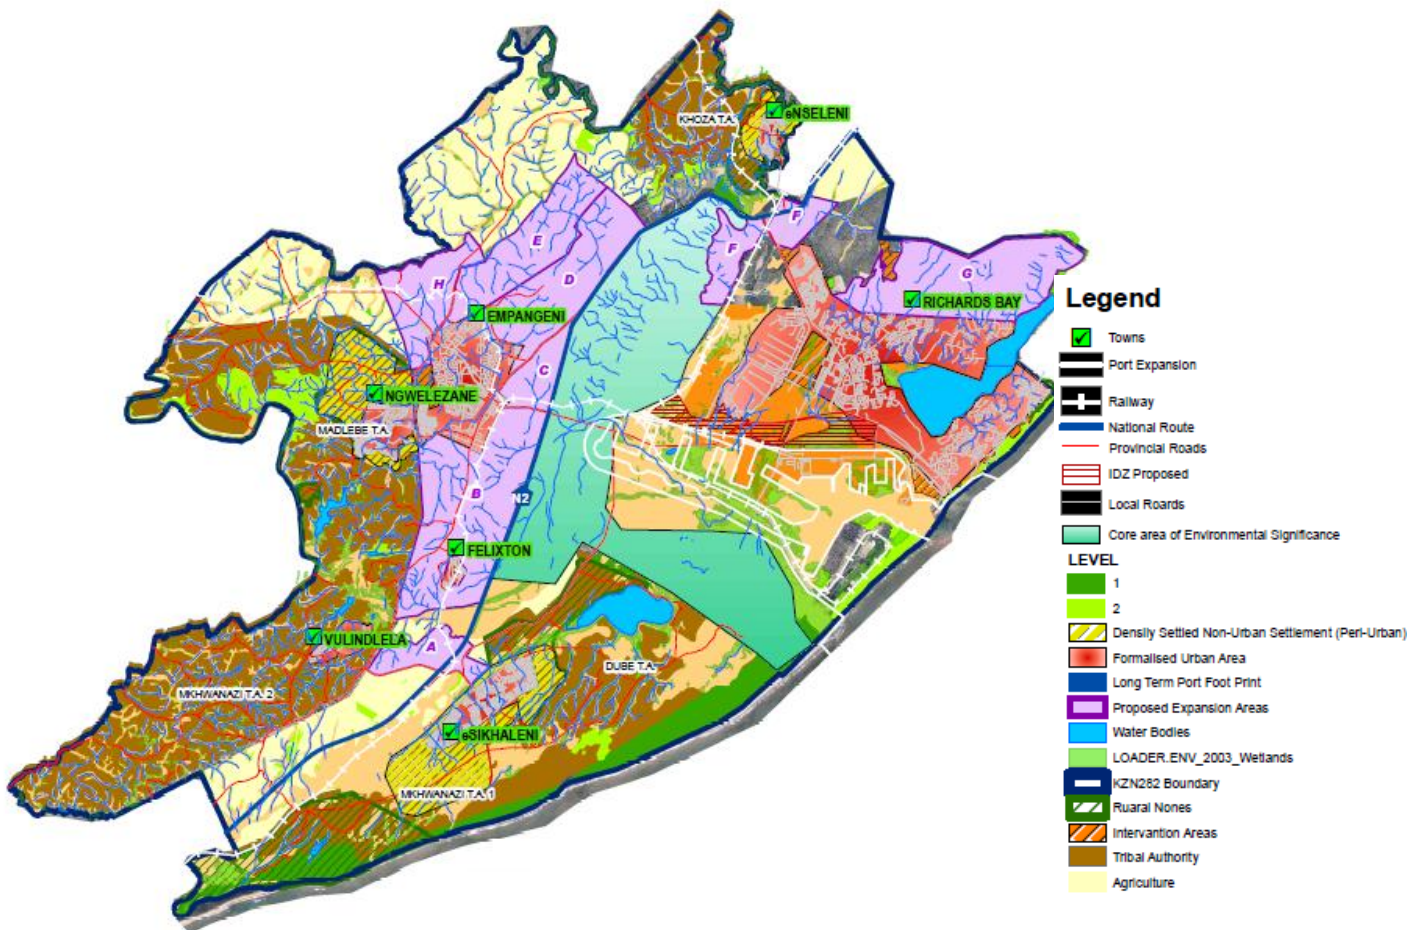 eNSELENI
KHOZA T.A.
F
F
E
G
D
H
RICHARDS BAY
EMPANGENI
C
NGWELEZANE
MADLEBE T.A.
B
N2
FELIXTON
VULINDLELA
A
DUBE T.A.
MKHWANAZI T.A. 2
eSIKHALENI
MKHWANAZI T.A. 1
Legend
Towns
Port Expansion
Railway
National Route
Provincial Roads
IDZ Proposed
Local Roards
Core area of Environmental Significance
LEVEL
1
2
Densily Settled Non-Urban Settlement (Peri-Urban)
Formalised Urban Area
Long Term Port Foot Print
Proposed Expansion Areas
Water Bodies
LOADER.ENV_2003_Wetlands
KZN282 Boundary
Ruaral Nones
Intervantion Areas
Tribal Authority
Agriculture